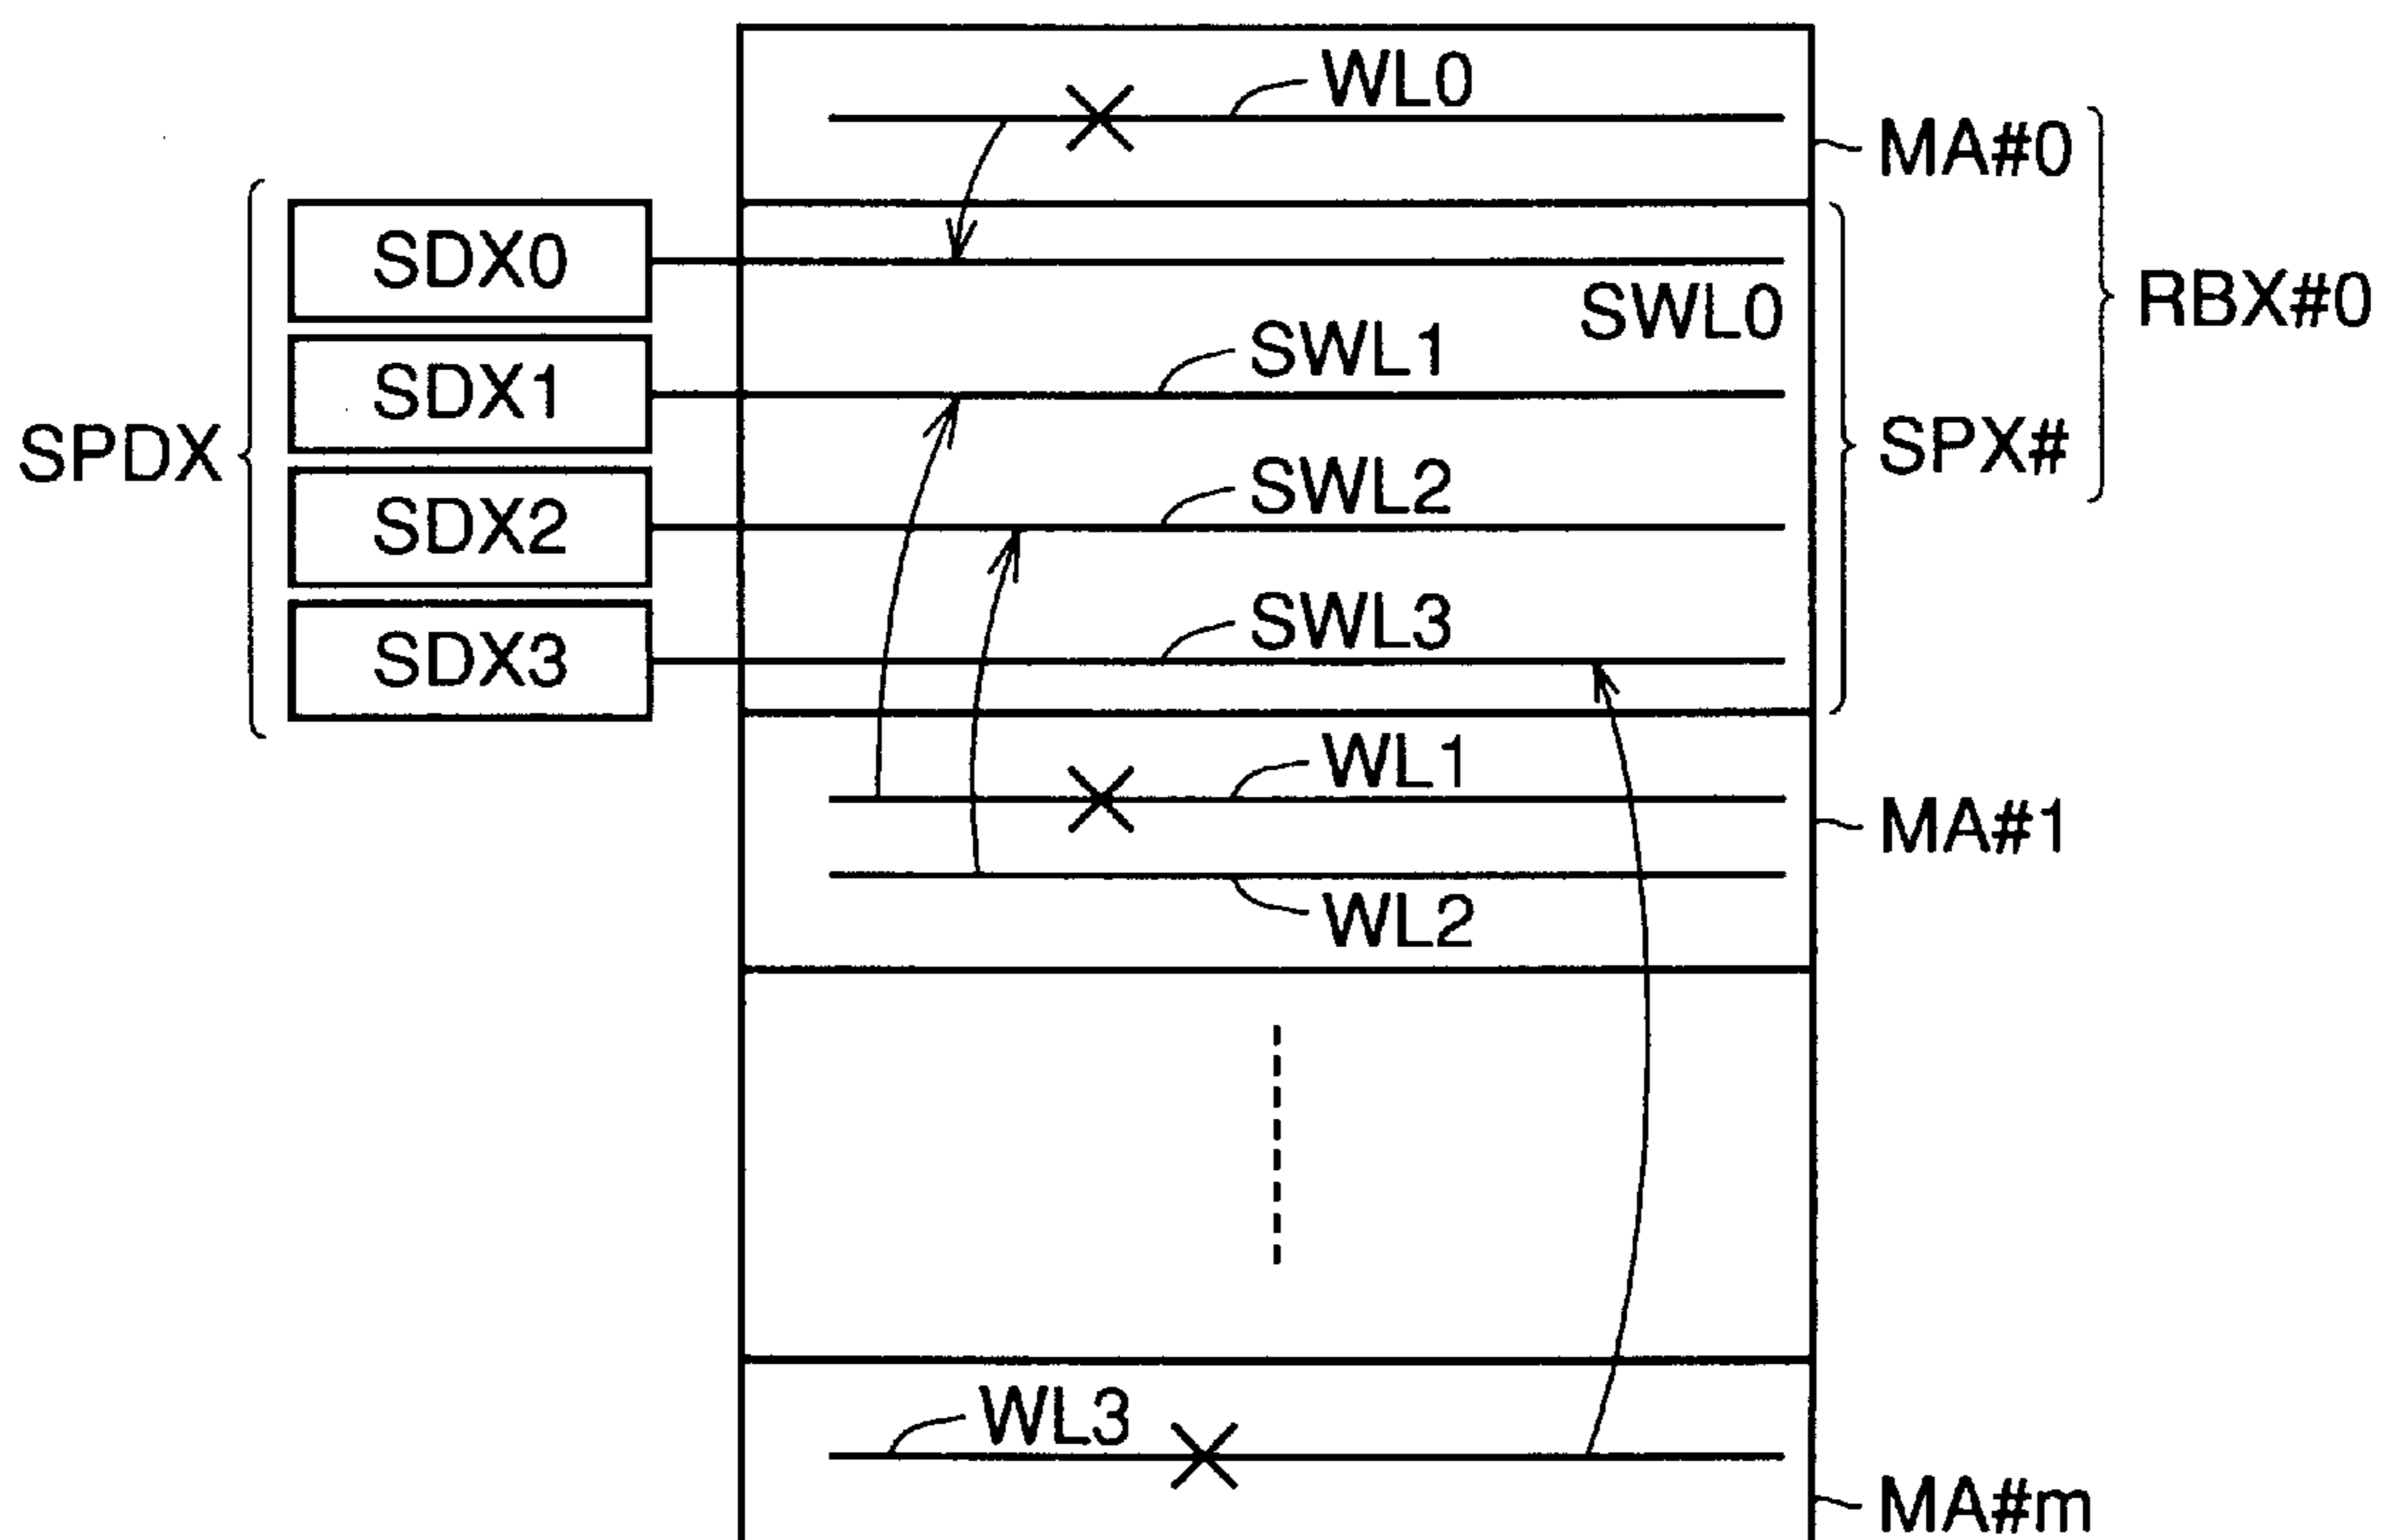 WL0
MA#0
SDX0
SWL0
RBX#0
SDX1
SWL1
SPDX
SPX#
SDX2
SWL2
SDX3
SWL3
WL1
MA#1
WL2
WL3
MA#m